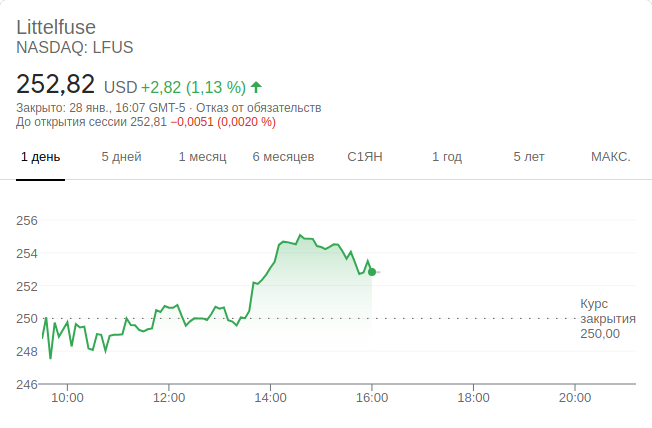 Littelfuse
NASDAQ: LFUS
252,82 USD +2,82 (1,13 %)
Закрыто: 28 янв., 16:07 GMT-5 · Отказ от обязательств
До открытия сессии 252,81 −0,0051 (0,0020 %)
1 день 5 дней 1 месяц 6 месяцев С1ЯН 1 год 5 лет МАКС.
256
254
252
250
248
246
Курс
закрытия
250,00
10:00 12:00 14:00 16:00 18:00 20:00